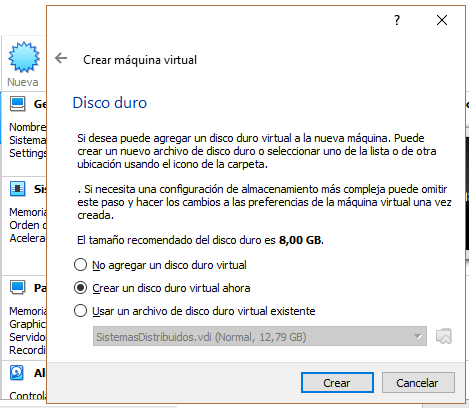 ?
Nueva
Crear máquina virtual
Ge
Nombre
Sistema
Settings
Disco duro
Si desea puede agregar un disco duro virtual a la nueva máquina. Puede
crear un nuevo archivo de disco duro o seleccionar uno de la lista o de otra
ubicación usando el icono de la carpeta.
. Si necesita una configuración de almacenamiento más compleja puede omitir
este paso y hacer los cambios a las preferencias de la máquina virtual una vez
creada.
Sis
Memoria
Orden d
Acelera
El tamaño recomendado del disco duro es 8,00 GB.
No agregar un disco duro virtual
Crear un disco duro virtual ahora
Usar un archivo de disco duro virtual existente
SistemasDistribuidos.vdi (Normal, 12,79 GB)
Pa
Memoria
Graphic
Servido
Recordin
Al
Controla
Crear
Cancelar